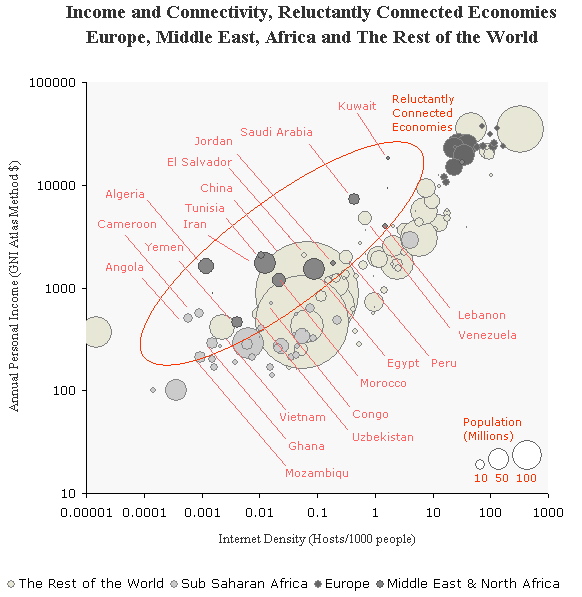 Income and Connectivity, Reluctantly Connected Economies
Europe, Middle East, Africa and The Rest of the World
Annual Personal Income (GNI Atlas Method $)
100000
10000
1000
100
10
Reluctantly
Connected
Economies
Kuwait
Saudi Arabia
Jordan
El Salvador
China
Algeria
Tunisia
Cameroon
Iran
Yemen
Angola
Lebanon
Venezuela
Egypt
Peru
Morocco
Congo
Vietnam
Uzbekistan
Ghana
Mozambiqu
Population
(Millions)
10 50 100
0.00001 0.0001 0.001 0.01 0.1 1 10 100 1000
Internet Density (Hosts/1000 people)
The Rest of the World Sub Saharan Africa Europe Middle East & North Africa